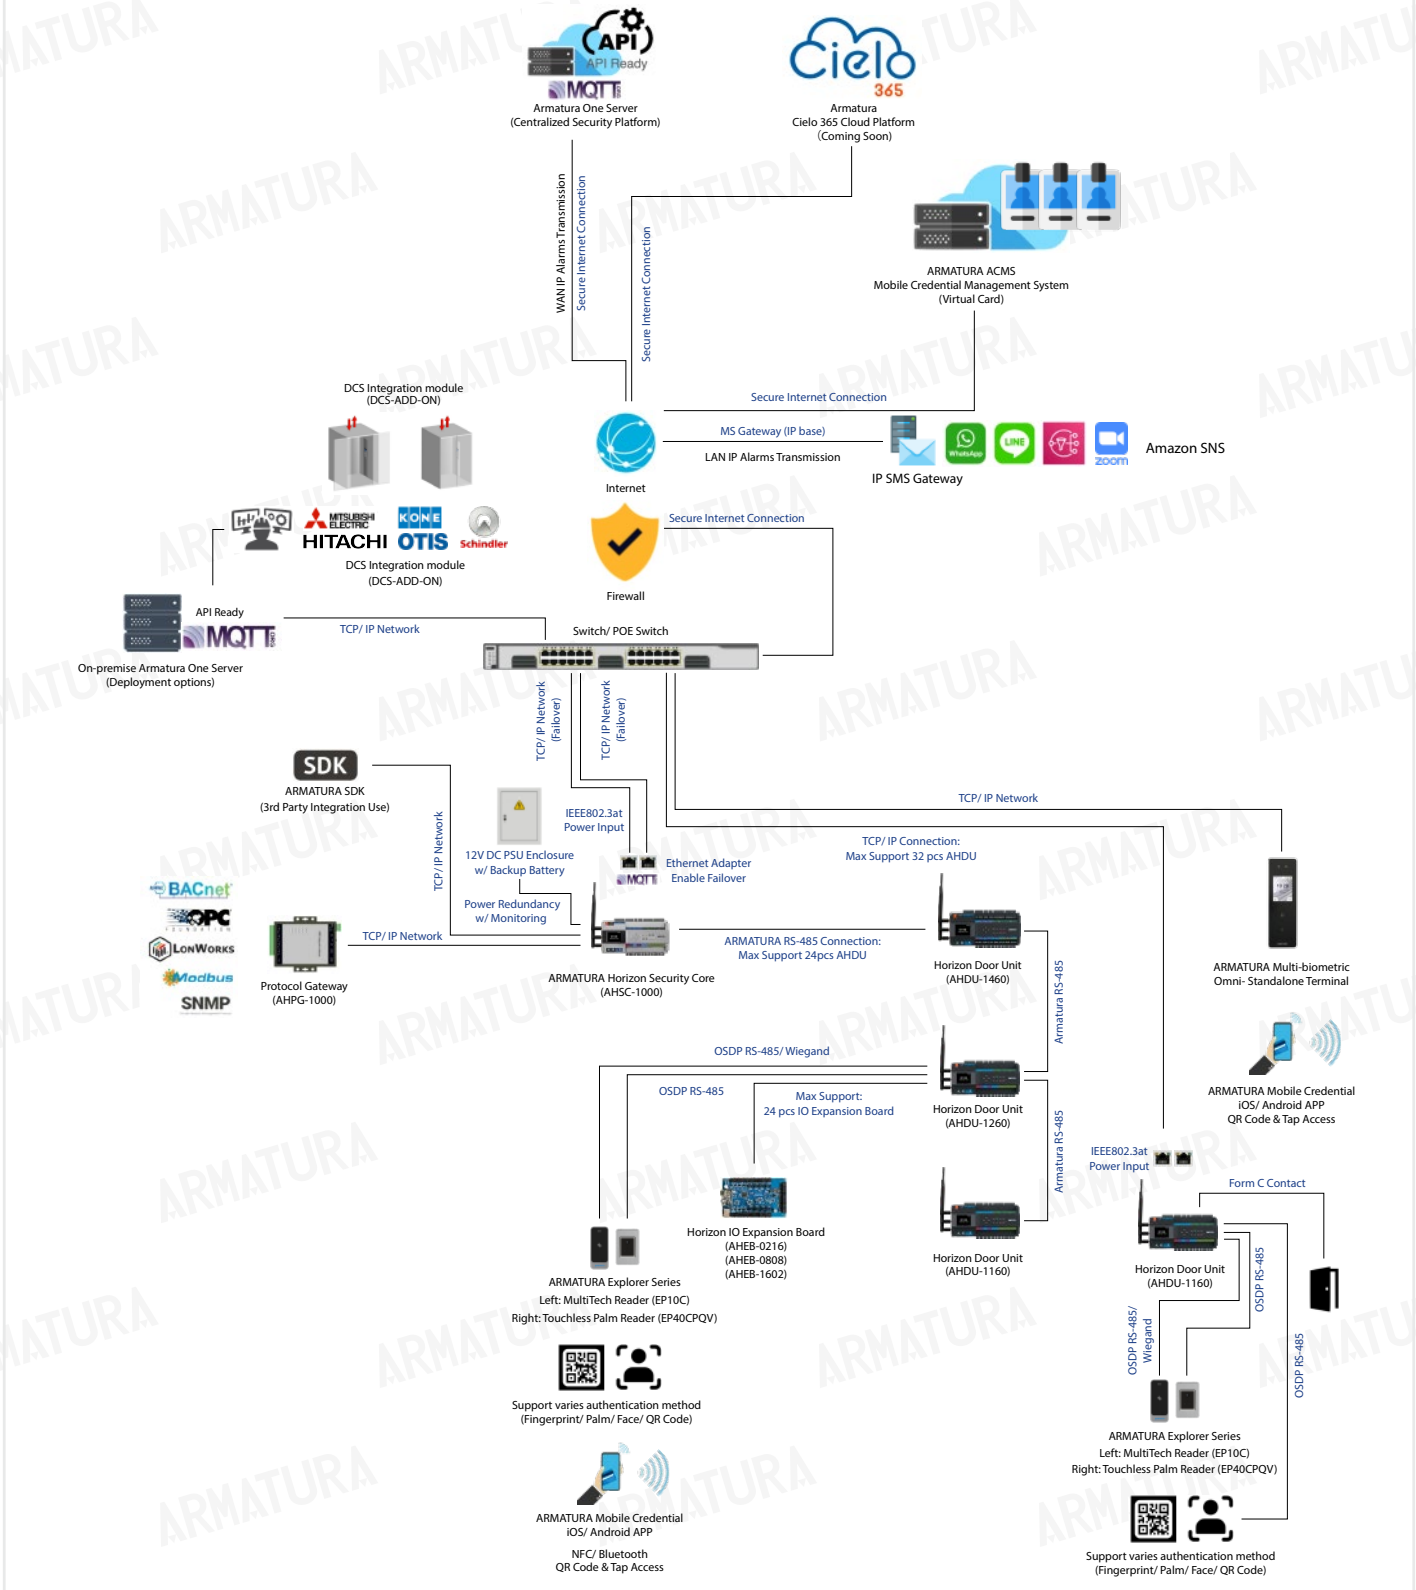 API
API Ready
MQTT
Armatura One Server
(Centralized Security Platform)
Cielo
365
Armatura
Cielo 365 Cloud Platform
(Coming Soon)
WAN IP Alarms Transmission
Secure Internet Connection
Secure Internet Connection
ARMATURA ACMS
Mobile Credential Management System
(Virtual Card)
DCS Integration module
(DCS-ADD-ON)
Secure Internet Connection
MS Gateway (IP base)
LAN IP Alarms Transmission
Internet
WhatsApp
LINE
zoom
Amazon SNS
IP SMS Gateway
MITSUBISHI
ELECTRIC
HITACHI
KONE
OTIS
Schindler
DCS Integration module
(DCS-ADD-ON)
Secure Internet Connection
Firewall
API Ready
MQTT
On-premise Armatura One Server
(Deployment options)
TCP/ IP Network
Switch/ POE Switch
TCP/ IP Network
(Failover)
TCP/ IP Network
(Failover)
SDK
ARMATURA SDK
(3rd Party Integration Use)
TCP/ IP Network
12V DC PSU Enclosure
w/ Backup Battery
IEEE802.3at
Power Input
MQTT
Ethernet Adapter
Enable Failover
Power Redundancy
w/ Monitoring
TCP/ IP Network
TCP/ IP Connection:
Max Support 32 pcs AHDU
BACnet
OPC
FOUNDATION
LONWORKS
Modbus
SNMP
Protocol Gateway
(AHPG-1000)
TCP/ IP Network
ARMATURA Horizon Security Core
(AHSC-1000)
ARMATURA RS-485 Connection:
Max Support 24pcs AHDU
Horizon Door Unit
(AHDU-1460)
Armatura RS-485
ARMATURA Multi-biometric
Omni- Standalone Terminal
ARMATURA Mobile Credential
iOS/ Android APP
QR Code & Tap Access
OSDP RS-485/ Wiegand
OSDP RS-485
Max Support:
24 pcs IO Expansion Board
Horizon Door Unit
(AHDU-1260)
Armatura RS-485
Horizon Door Unit
(AHDU-1160)
Horizon IO Expansion Board
(AHEB-0216)
(AHEB-0808)
(AHEB-1602)
ARMATURA Explorer Series
Left: MultiTech Reader (EP10C)
Right: Touchless Palm Reader (EP40CPQV)
Support varies authentication method
(Fingerprint/ Palm/ Face/ QR Code)
ARMATURA Mobile Credential
iOS/ Android APP
NFC/ Bluetooth
QR Code & Tap Access
IEEE802.3at
Power Input
Form C Contact
Horizon Door Unit
(AHDU-1160)
OSDP RS-485/
Wiegand
OSDP RS-485
OSDP RS-485
ARMATURA Explorer Series
Left: MultiTech Reader (EP10C)
Right: Touchless Palm Reader (EP40CPQV)
Support varies authentication method
(Fingerprint/ Palm/ Face/ QR Code)
ARMATURA